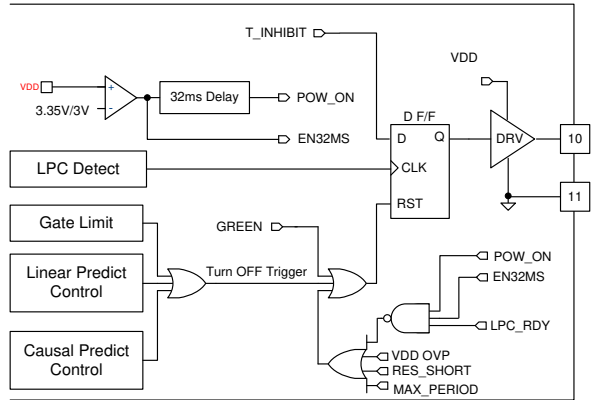 T_INHIBIT
VDD
VDD
+
-
3.35V/3V
32ms Delay
POW_ON
EN32MS
D F/F
D
Q
CLK
RST
DRV
10
11
LPC Detect
Gate Limit
GREEN
Linear Predict
Control
Turn OFF Trigger
Causal Predict
Control
POW_ON
EN32MS
LPC_RDY
VDD OVP
RES_SHORT
MAX_PERIOD